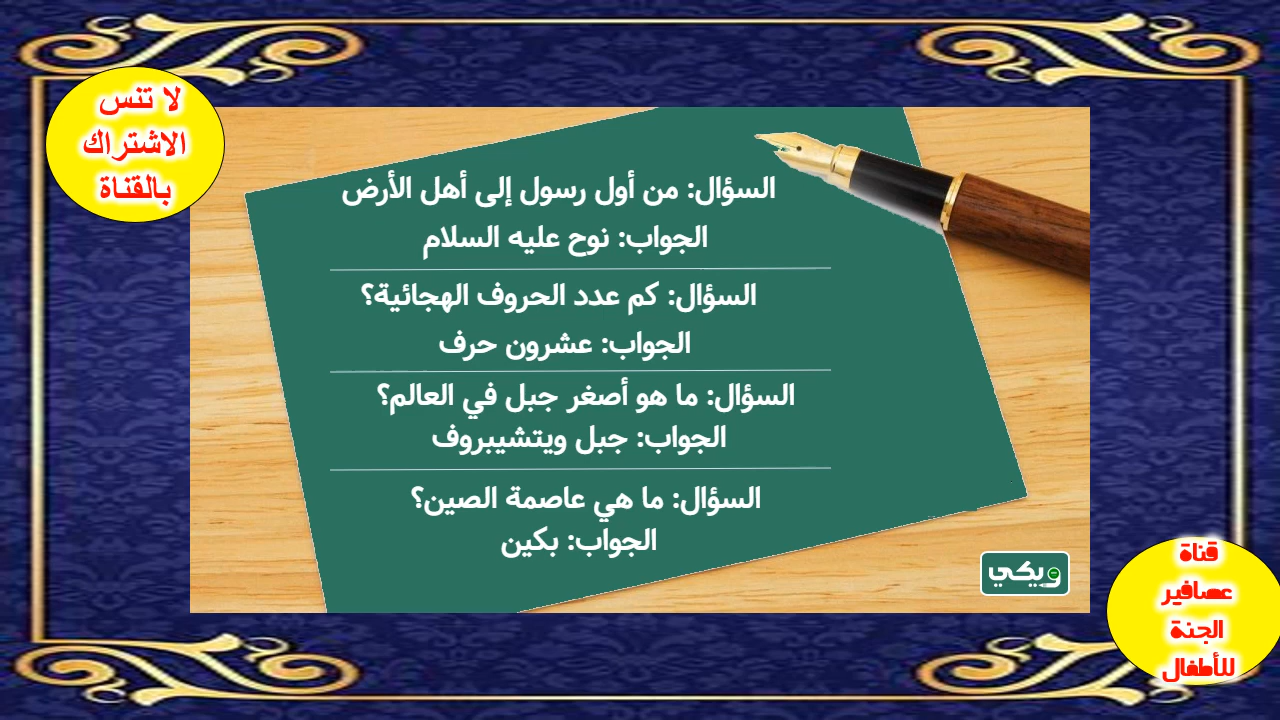 لا تنس
الاشتراك
بالقناة
السؤال: من أول رسول إلى أهل الأرض
الجواب: نوح عليه السلام
السؤال: كم عدد الحروف الهجائية؟
الجواب: عشرون حرف
السؤال: ما هو أصغر جبل في العالم؟
الجواب: جبل ويتشيبروف
السؤال: ما هي عاصمة الصين؟
الجواب: بكين
ويكي
قناة
عصافير
الجنة
للأطفال